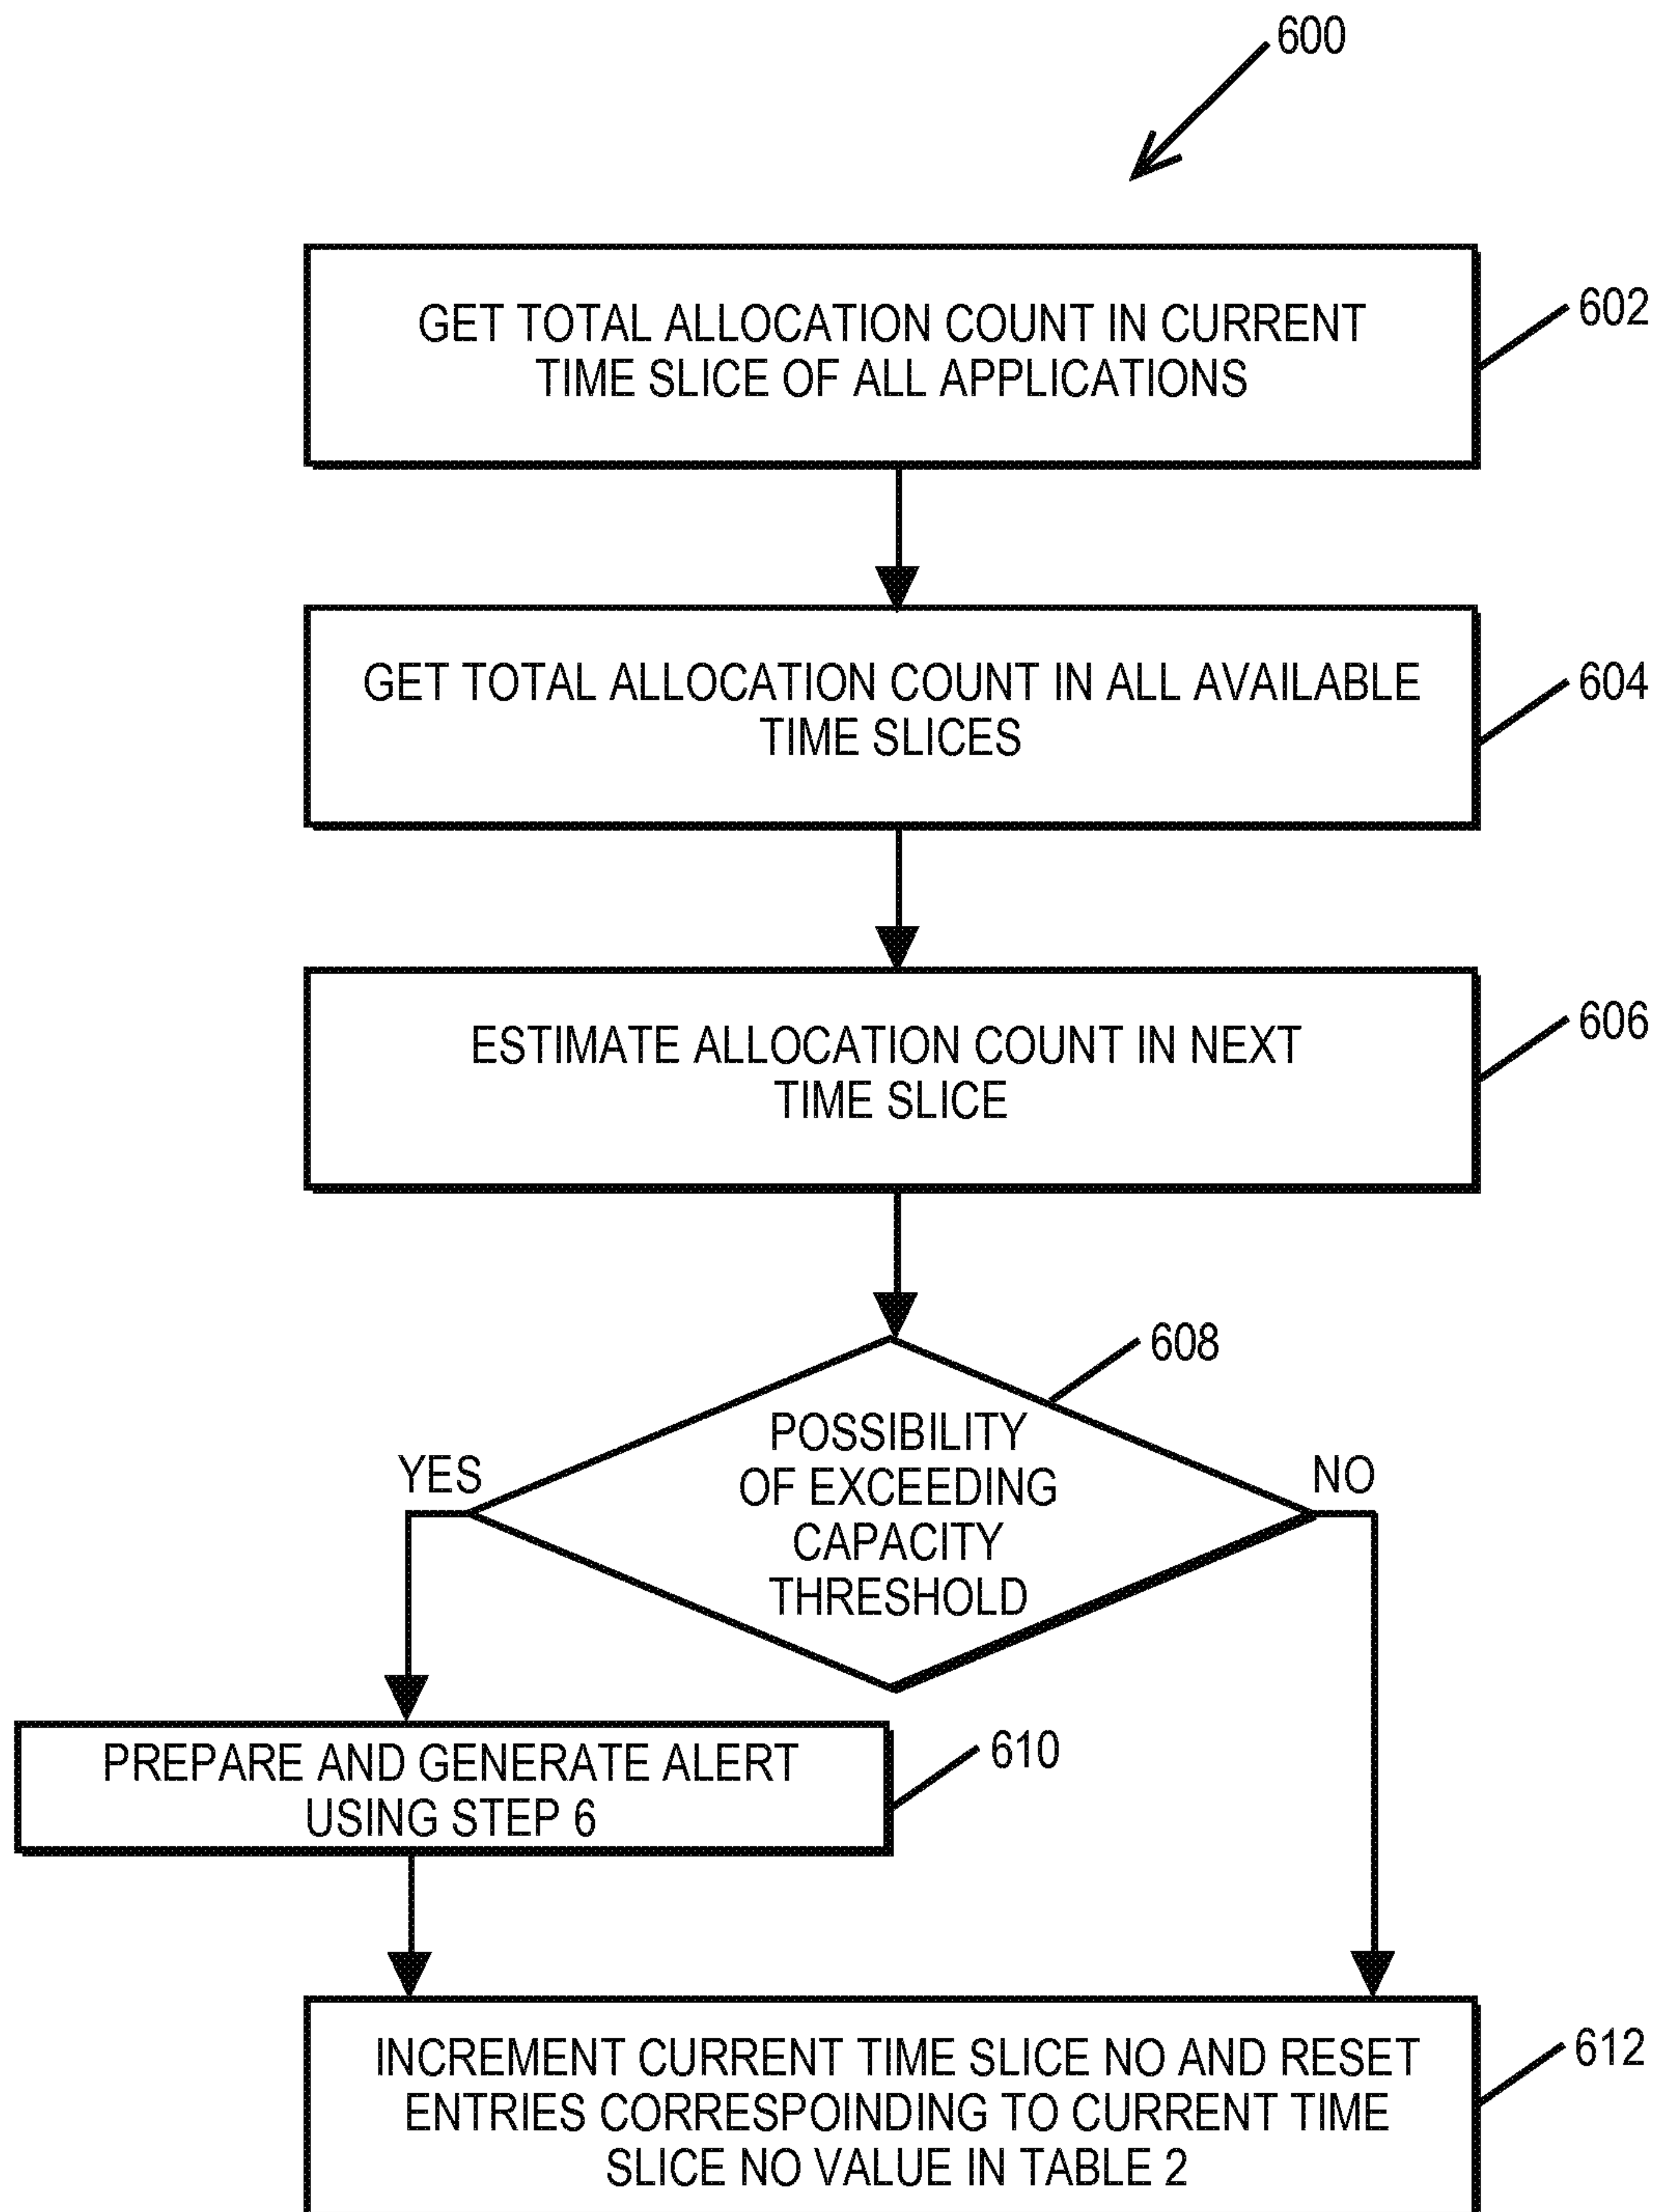 600
GET TOTAL ALLOCATION COUNT IN CURRENT
TIME SLICE OF ALL APPLICATIONS
602
GET TOTAL ALLOCATION COUNT IN ALL AVAILABLE
TIME SLICES
604
ESTIMATE ALLOCATION COUNT IN NEXT
TIME SLICE
606
608
POSSIBILITY
OF EXCEEDING
CAPACITY
THRESHOLD
YES
NO
PREPARE AND GENERATE ALERT
USING STEP 6
610
INCREMENT CURRENT TIME SLICE NO AND RESET
ENTRIES CORRESPOINDING TO CURRENT TIME
SLICE NO VALUE IN TABLE 2
612